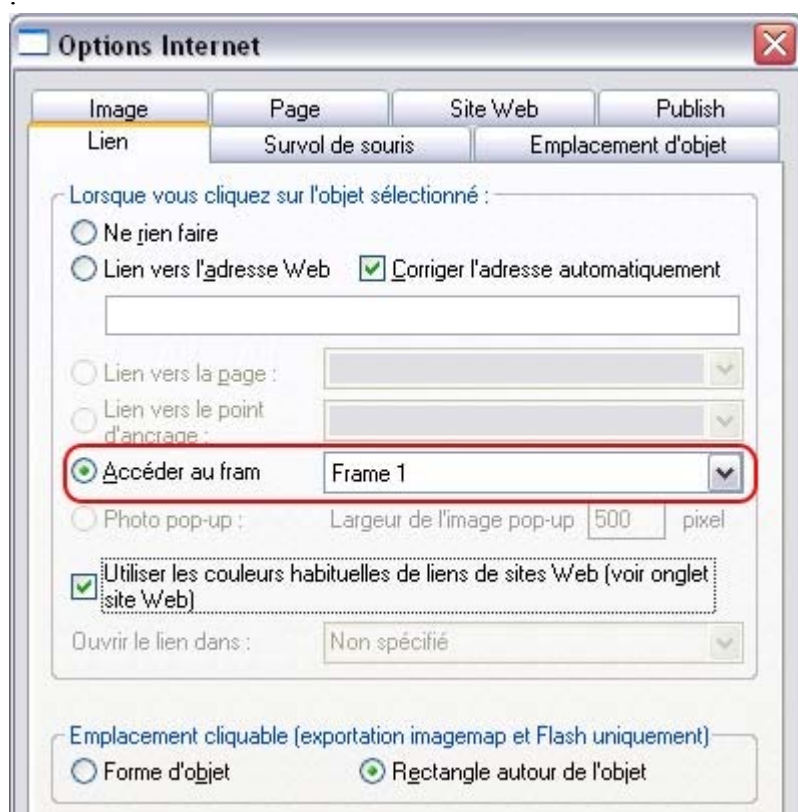 .
Options Internet
Image Page Site Web Publish
Lien Survol de souris Emplacement d'objet
Lorsque vous cliquez sur l'objet sélectionné :
Ne rien faire
Lien vers l'adresse Web Corriger l'adresse automatiquement
Lien vers la page :
Lien vers le point
d'ancrage :
Accéder au fram Frame 1
Photo pop-up : Largeur de l'image pop-up 500 pixel
Utiliser les couleurs habituelles de liens de sites Web (voir onglet
site Web)
Ouvrir le lien dans : Non spécifié
Emplacement cliquable (exportation imagemap et Flash uniquement)
Forme d'objet Rectangle autour de l'objet